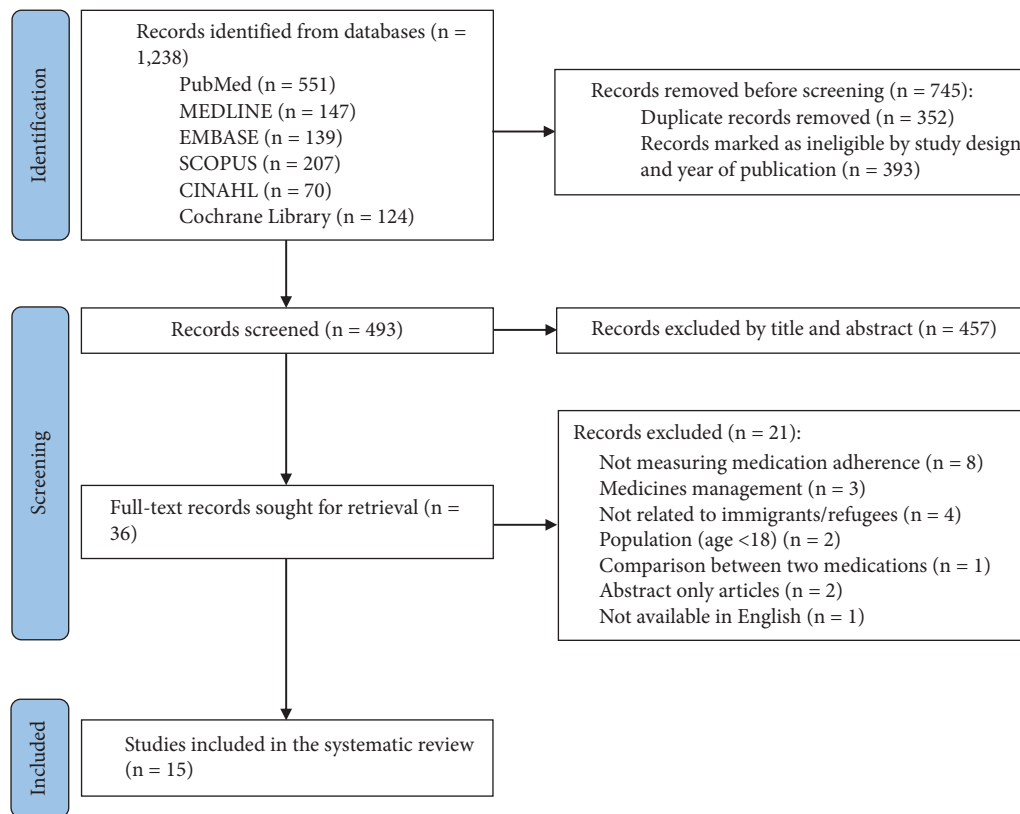 Identification
Records identified from databases (n =
1,238)
PubMed (n = 551)
MEDLINE (n = 147)
EMBASE (n = 139)
SCOPUS (n = 207)
CINAHL (n = 70)
Cochrane Library (n = 124)
Records removed before screening (n = 745):
Duplicate records removed (n = 352)
Records marked as ineligible by study design
and year of publication (n = 393)
Screening
Records screened (n = 493)
Records excluded by title and abstract (n = 457)
Full-text records sought for retrieval (n =
36)
Records excluded (n = 21):
Not measuring medication adherence (n = 8)
Medicines management (n = 3)
Not related to immigrants/refugees (n = 4)
Population (age <18) (n = 2)
Comparison between two medications (n = 1)
Abstract only articles (n = 2)
Not available in English (n = 1)
Included
Studies included in the systematic review
(n = 15)